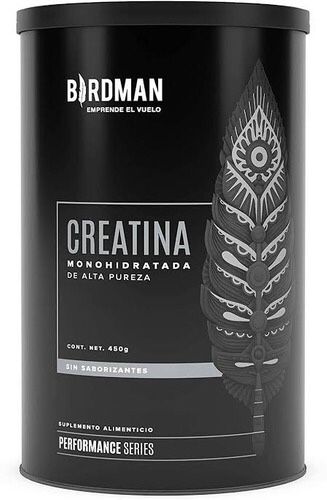 BIRDMAN
EMPRENDE EL VUELO
CREATINA
MONOHIDRATADA
DE ALTA PUREZA
CONT. NET. 450g
SIN SABORIZANTES
SUPLEMENTO ALIMENTICIO
PERFORMANCE SERIES